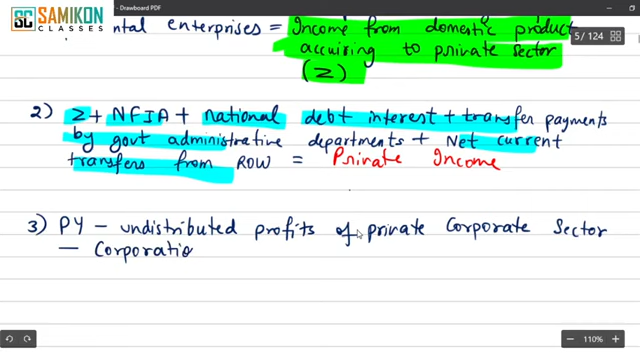 SC SAMIKON CLASSES
- Drawboard PDF
5 / 124
ental enterprises = Income from domestic product
accuiring to private sector
(Z)
2) Z + NFIA + national debt interest + transfer payments
by govt administrative departments + Net current
transfers from ROW = Private Income
3) PY - undistributed profits of private Corporate Sector
- Corporatio
110%